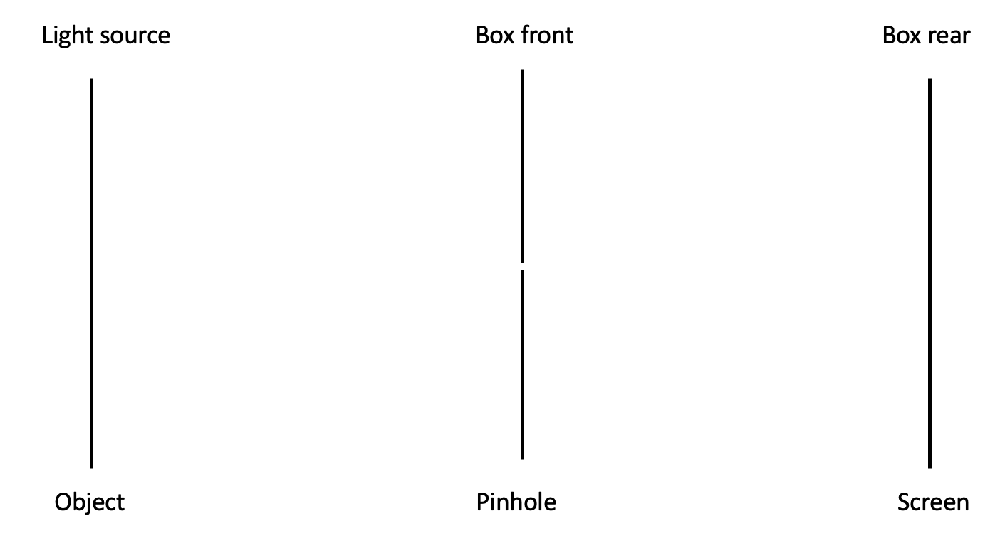 Light source
Box front
Box rear
Object
Pinhole
Screen